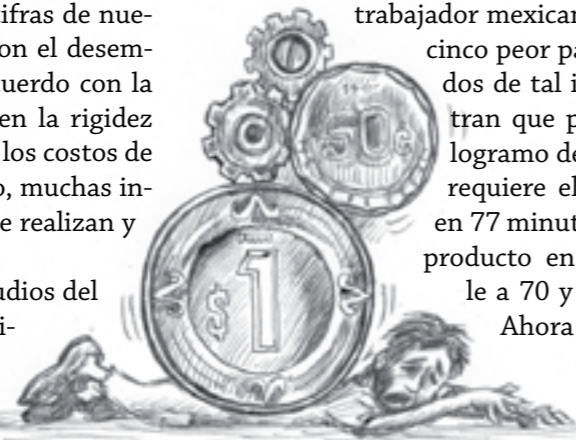 cifras de nue-
on el desem-
uerdo con la
en la rigidez
los costos de
o, muchas in-
e realizan y
udios del
i-
50¢
$1
trabajador mexican
cinco peor pa
dos de tal i
tran que p
logramo de
requiere el
en 77 minut
producto en
le a 70 y
Ahora